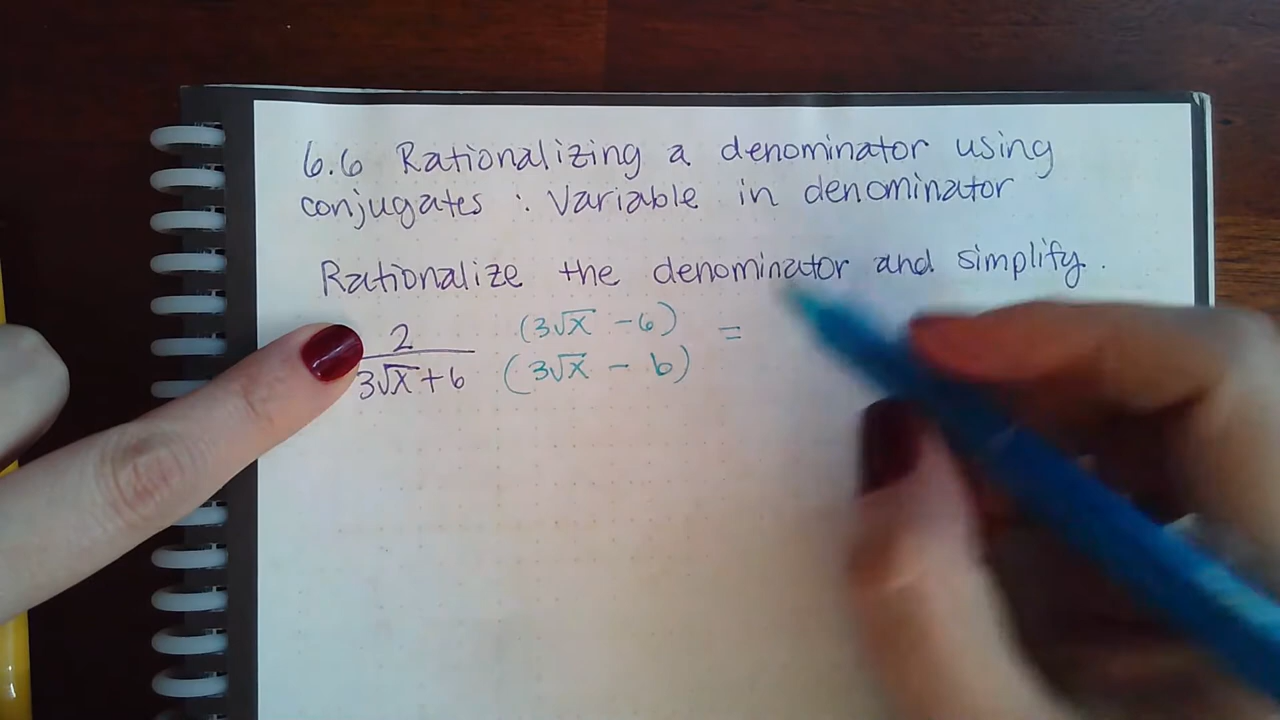 6.6 Rationalizing a denominator using
conjugates : Variable in denominator
Rationalize the denominator and simplify.
2 (3√x - 6) =
3√x + 6 (3√x - 6)